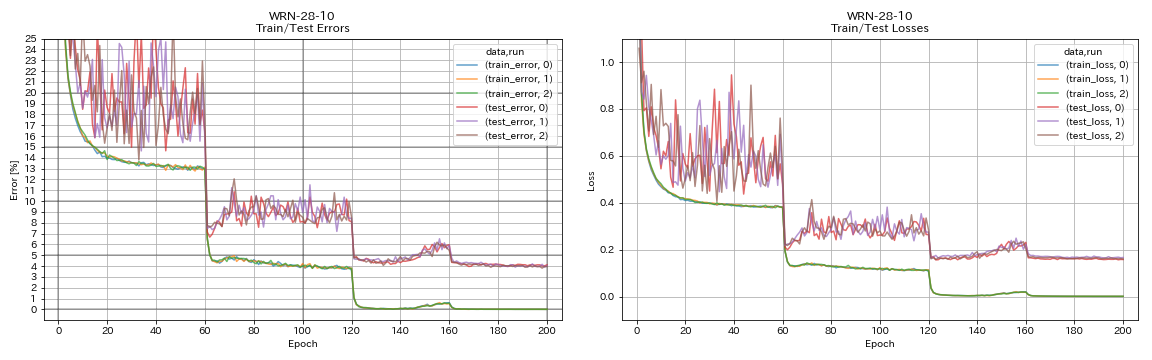 WRN-28-10
Train/Test Errors
Error [%]
25
24
23
22
21
20
19
18
17
16
15
14
13
12
11
10
9
8
7
6
5
4
3
2
1
0
0
20
40
60
80
100
120
140
160
180
200
Epoch
data,run
(train_error, 0)
(train_error, 1)
(train_error, 2)
(test_error, 0)
(test_error, 1)
(test_error, 2)
WRN-28-10
Train/Test Losses
Loss
1.0
0.8
0.6
0.4
0.2
0.0
0
20
40
60
80
100
120
140
160
180
200
Epoch
data,run
(train_loss, 0)
(train_loss, 1)
(train_loss, 2)
(test_loss, 0)
(test_loss, 1)
(test_loss, 2)